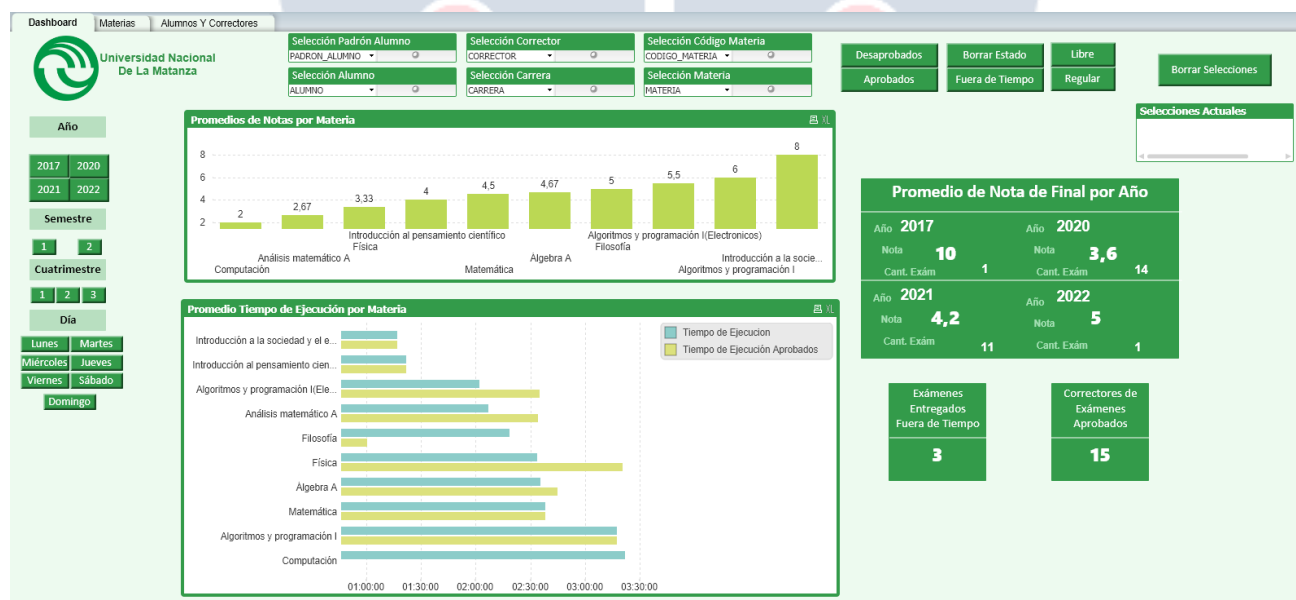 Dashboard
Materias
Alumnos Y Correctores
Universidad Nacional
De La Matanza
Selección Padrón Alumno
PADRON_ALUMNO
Selección Corrector
CORRECTOR
Selección Código Materia
CODIGO_MATERIA
Selección Alumno
ALUMNO
Selección Carrera
CARRERA
Selección Materia
MATERIA
Desaprobados
Borrar Estado
Libre
Aprobados
Fuera de Tiempo
Regular
Borrar Selecciones
Selecciones Actuales
Año
2017 2020
2021 2022
Semestre
1 2
Cuatrimestre
1 2 3
Día
Lunes Martes
Miércoles Jueves
Viernes Sábado
Domingo
Promedios de Notas por Materia
XL
8
6
4
2
2
2,67
3,33
4
4,5
4,67
5
5,5
6
8
Introducción al pensamiento científico
Algoritmos y programación I(Electronicos)
Física
Filosofía
Análisis matemático A
Álgebra A
Introducción a la socie...
Computación
Matemática
Algoritmos y programación I
Promedio Tiempo de Ejecución por Materia
XL
Tiempo de Ejecucion
Tiempo de Ejecución Aprobados
Introducción a la sociedad y el e...
Introducción al pensamiento cien...
Algoritmos y programación I(Ele...
Análisis matemático A
Filosofía
Física
Álgebra A
Matemática
Algoritmos y programación I
Computación
01:00:00 01:30:00 02:00:00 02:30:00 03:00:00 03:30:00
Promedio de Nota de Final por Año
Año 2017
Nota 10
Cant. Exám 1
Año 2020
Nota 3,6
Cant. Exám 14
Año 2021
Nota 4,2
Cant. Exám 11
Año 2022
Nota 5
Cant. Exám 1
Exámenes
Entregados
Fuera de Tiempo
3
Correctores de
Exámenes
Aprobados
15